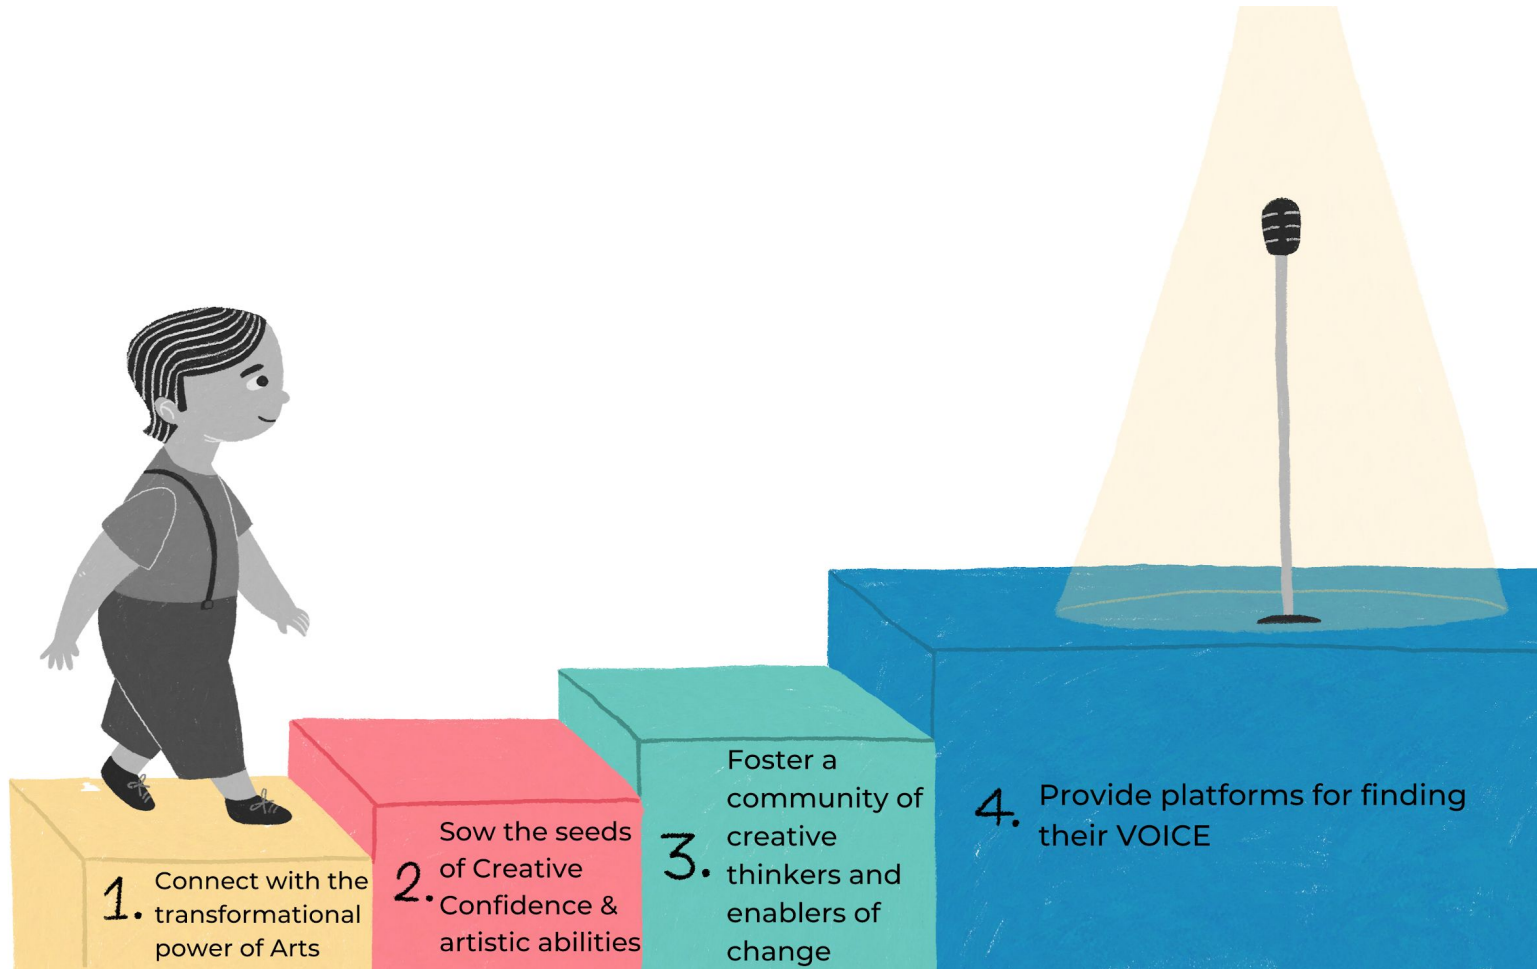 1. Connect with the
transformational
power of Arts
2. Sow the seeds
of Creative
Confidence &
artistic abilities
3. Foster a
community of
creative
thinkers and
enablers of
change
4. Provide platforms for finding
their VOICE